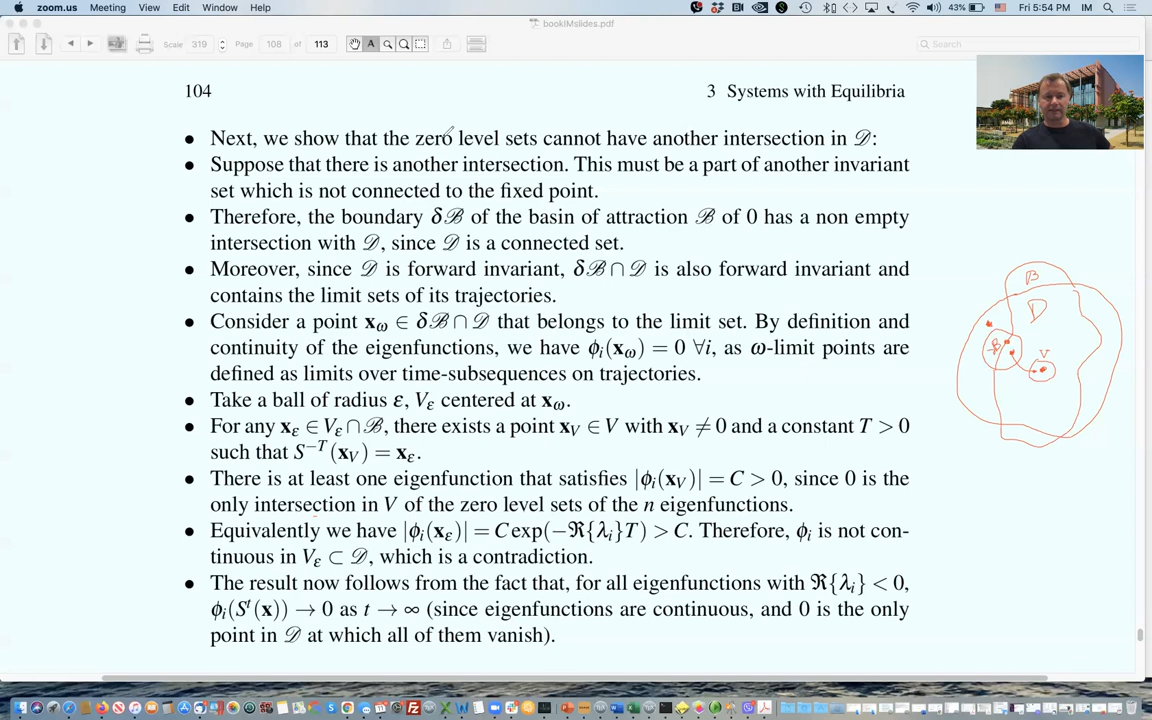 zoom.us Meeting View Edit Window Help 43% Fri 5:54 PM IM
bookIMslides.pdf
Scale 319 Page 108 of 113 A Search
104 3 Systems with Equilibria
• Next, we show that the zero level sets cannot have another intersection in 𝒟:
• Suppose that there is another intersection. This must be a part of another invariant
set which is not connected to the fixed point.
• Therefore, the boundary δℬ of the basin of attraction ℬ of 0 has a non empty
intersection with 𝒟, since 𝒟 is a connected set.
• Moreover, since 𝒟 is forward invariant, δℬ ∩ 𝒟 is also forward invariant and
contains the limit sets of its trajectories.
• Consider a point x_ω ∈ δℬ ∩ 𝒟 that belongs to the limit set. By definition and
continuity of the eigenfunctions, we have ϕ_i(x_ω) = 0 ∀i, as ω-limit points are
defined as limits over time-subsequences on trajectories.
• Take a ball of radius ε, V_ε centered at x_ω.
• For any x_ε ∈ V_ε ∩ ℬ, there exists a point x_V ∈ V with x_V ≠ 0 and a constant T > 0
such that S^{−T}(x_V) = x_ε.
• There is at least one eigenfunction that satisfies |ϕ_i(x_V)| = C > 0, since 0 is the
only intersection in V of the zero level sets of the n eigenfunctions.
• Equivalently we have |ϕ_i(x_ε)| = C exp(−ℜ{λ_i}T) > C. Therefore, ϕ_i is not con-
tinuous in V_ε ⊂ 𝒟, which is a contradiction.
• The result now follows from the fact that, for all eigenfunctions with ℜ{λ_i} < 0,
ϕ_i(S^t(x)) → 0 as t → ∞ (since eigenfunctions are continuous, and 0 is the only
point in 𝒟 at which all of them vanish).
B
D
V